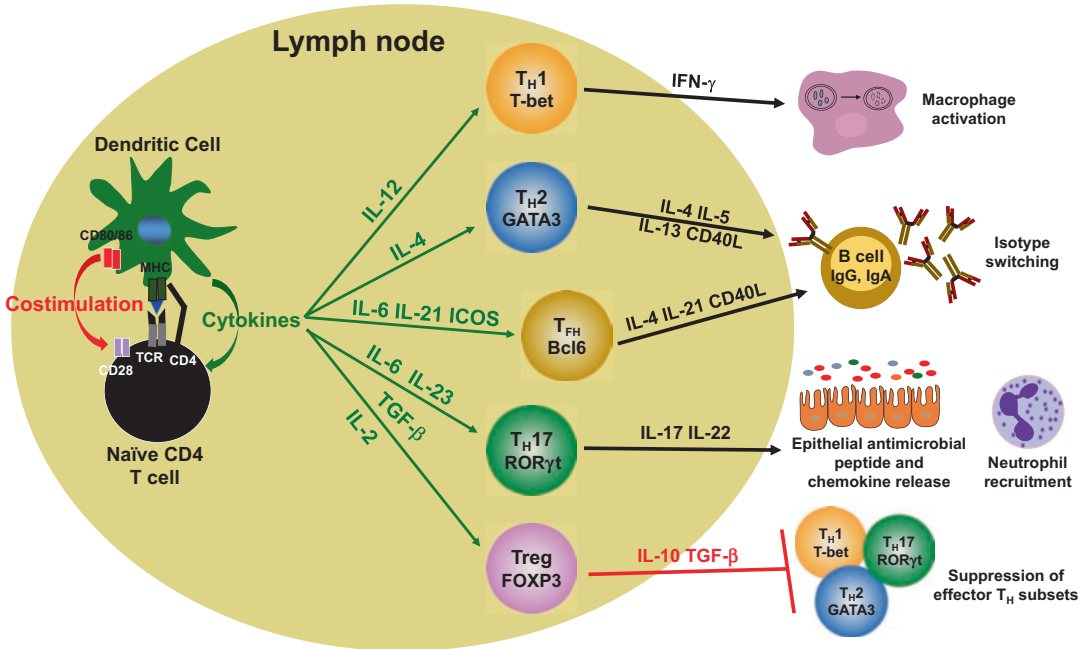 Lymph node
Dendritic Cell
CD80/86
MHC
Costimulation
Cytokines
TCR
CD4
CD28
Naïve CD4
T cell
IL-12
IL-4
IL-6 IL-21 ICOS
IL-6 IL-23
TGF-β
IL-2
TH1
T-bet
TH2
GATA3
TFH
Bcl6
TH17
RORγt
Treg
FOXP3
IFN-γ
IL-4 IL-5
IL-13 CD40L
IL-4 IL-21 CD40L
IL-17 IL-22
IL-10 TGF-β
Macrophage
activation
B cell
IgG, IgA
Isotype
switching
Epithelial antimicrobial
peptide and
chemokine release
Neutrophil
recruitment
TH1
T-bet
TH17
RORγt
TH2
GATA3
Suppression of
effector TH subsets